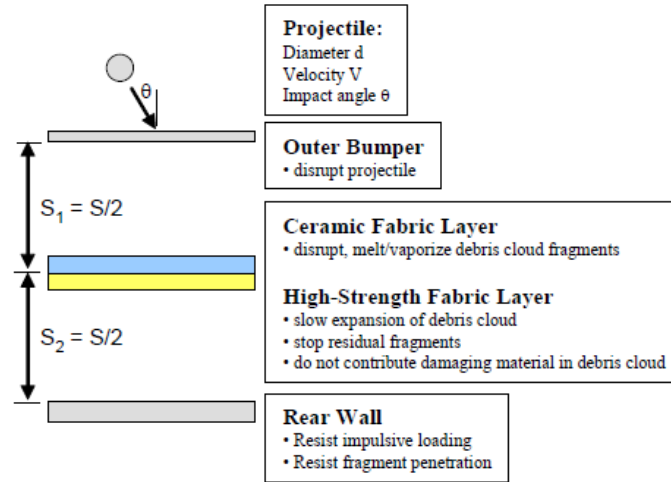 Projectile:
Diameter d
Velocity V
Impact angle θ
θ
Outer Bumper
• disrupt projectile
S1 = S/2
Ceramic Fabric Layer
• disrupt, melt/vaporize debris cloud fragments
High-Strength Fabric Layer
• slow expansion of debris cloud
• stop residual fragments
• do not contribute damaging material in debris cloud
S2 = S/2
Rear Wall
• Resist impulsive loading
• Resist fragment penetration